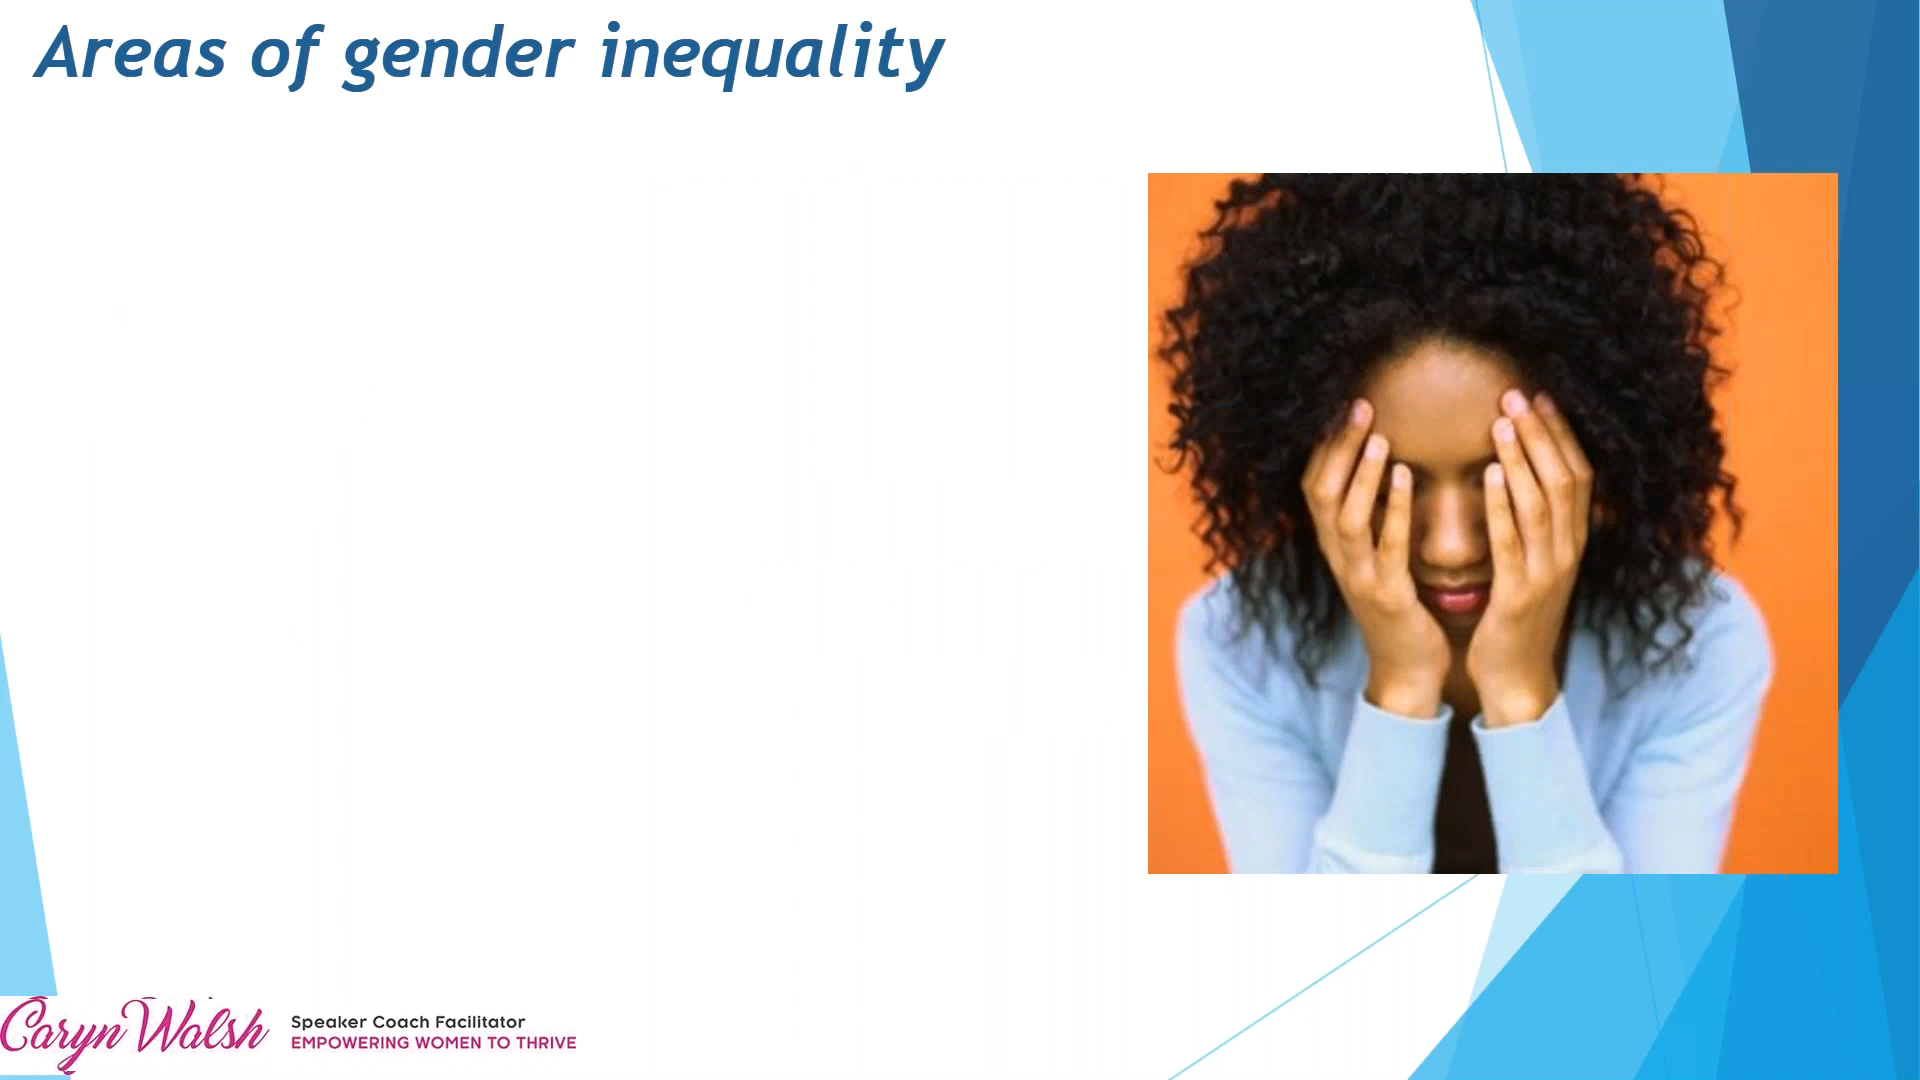 Areas of gender inequality
Caryn Walsh
Speaker Coach Facilitator
EMPOWERING WOMEN TO THRIVE